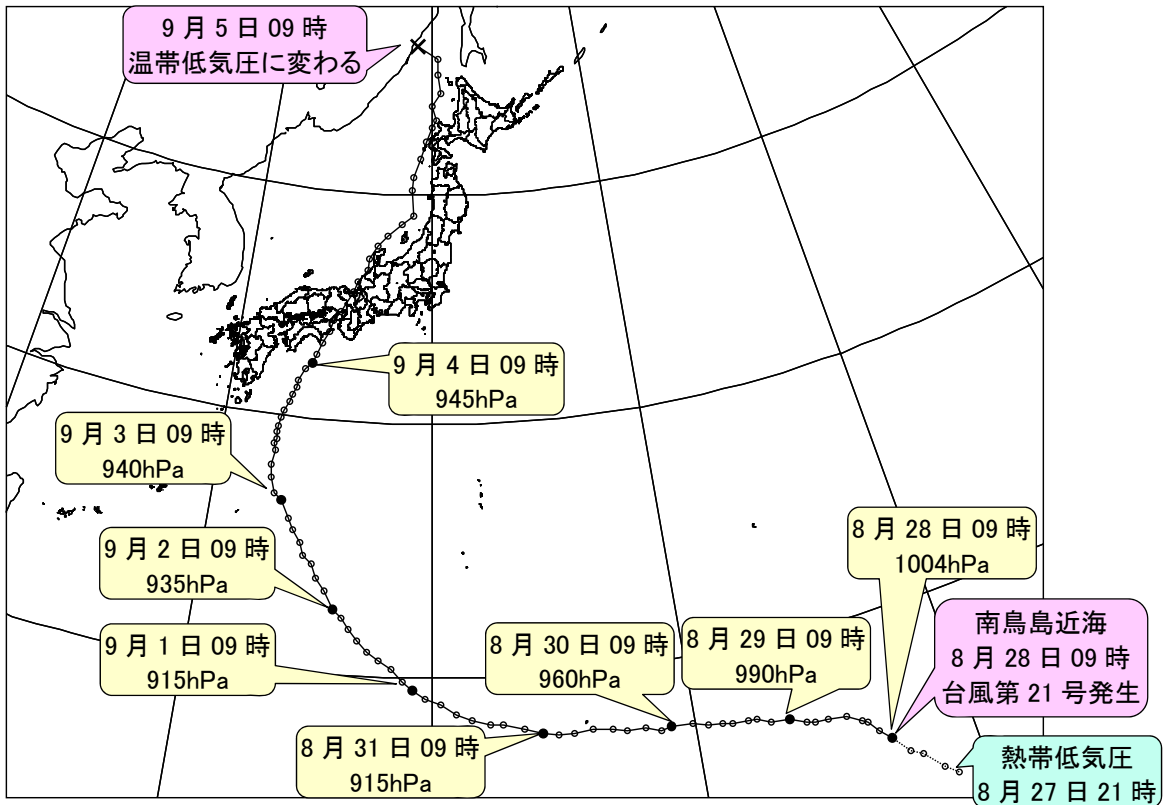 9 月 5 日 09 時
温帯低気圧に変わる
9 月 4 日 09 時
945hPa
9 月 3 日 09 時
940hPa
9 月 2 日 09 時
935hPa
9 月 1 日 09 時
915hPa
8 月 31 日 09 時
915hPa
8 月 30 日 09 時
960hPa
8 月 29 日 09 時
990hPa
8 月 28 日 09 時
1004hPa
南鳥島近海
8 月 28 日 09 時
台風第 21 号発生
熱帯低気圧
8 月 27 日 21 時